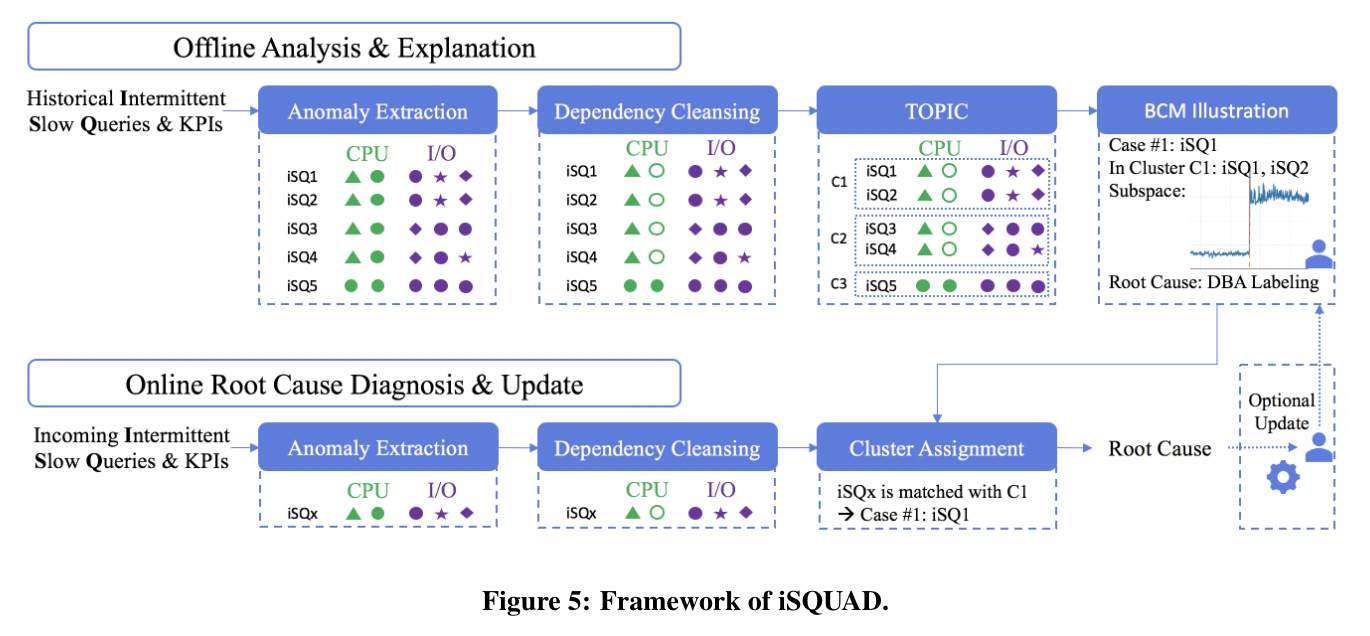 Offline Analysis & Explanation
Historical Intermittent
Slow Queries & KPIs
Anomaly Extraction
CPU I/O
iSQ1
iSQ2
iSQ3
iSQ4
iSQ5
Dependency Cleansing
CPU I/O
iSQ1
iSQ2
iSQ3
iSQ4
iSQ5
TOPIC
CPU I/O
C1
iSQ1
iSQ2
C2
iSQ3
iSQ4
C3
iSQ5
BCM Illustration
Case #1: iSQ1
In Cluster C1: iSQ1, iSQ2
Subspace:
Root Cause: DBA Labeling
Online Root Cause Diagnosis & Update
Incoming Intermittent
Slow Queries & KPIs
Anomaly Extraction
CPU I/O
iSQx
Dependency Cleansing
CPU I/O
iSQx
Cluster Assignment
iSQx is matched with C1
→ Case #1: iSQ1
Root Cause
Optional
Update
Figure 5: Framework of iSQUAD.